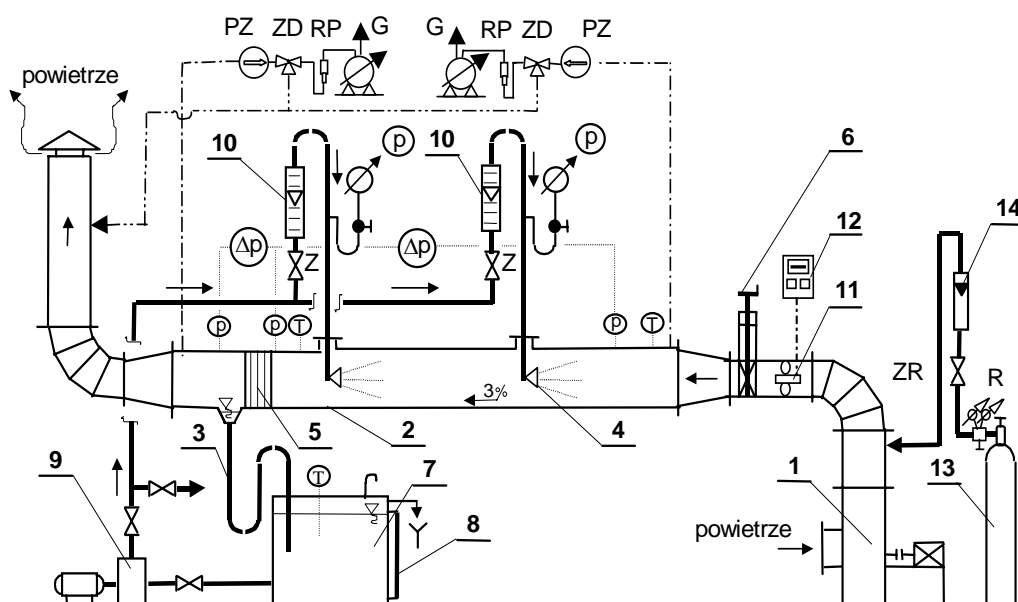 PZ ZD RP G G RP ZD PZ
powietrze
10 p 10 p 6
14
12
Δp Z Δp Z
11
p p T p T
ZR R
3%
3 5 2 4
9 T 7 8 1 13
powietrze